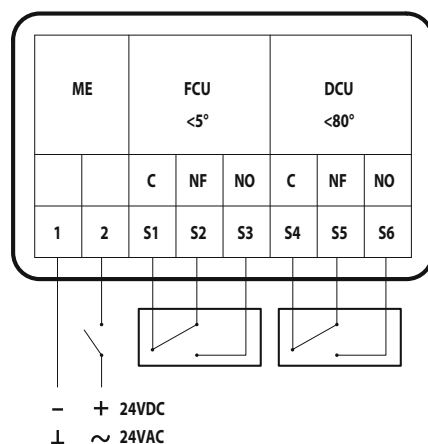 ME FCU DCU
<5° <80°
C NF NO C NF NO
1 2 S1 S2 S3 S4 S5 S6
− + 24VDC
⊥ ~ 24VAC